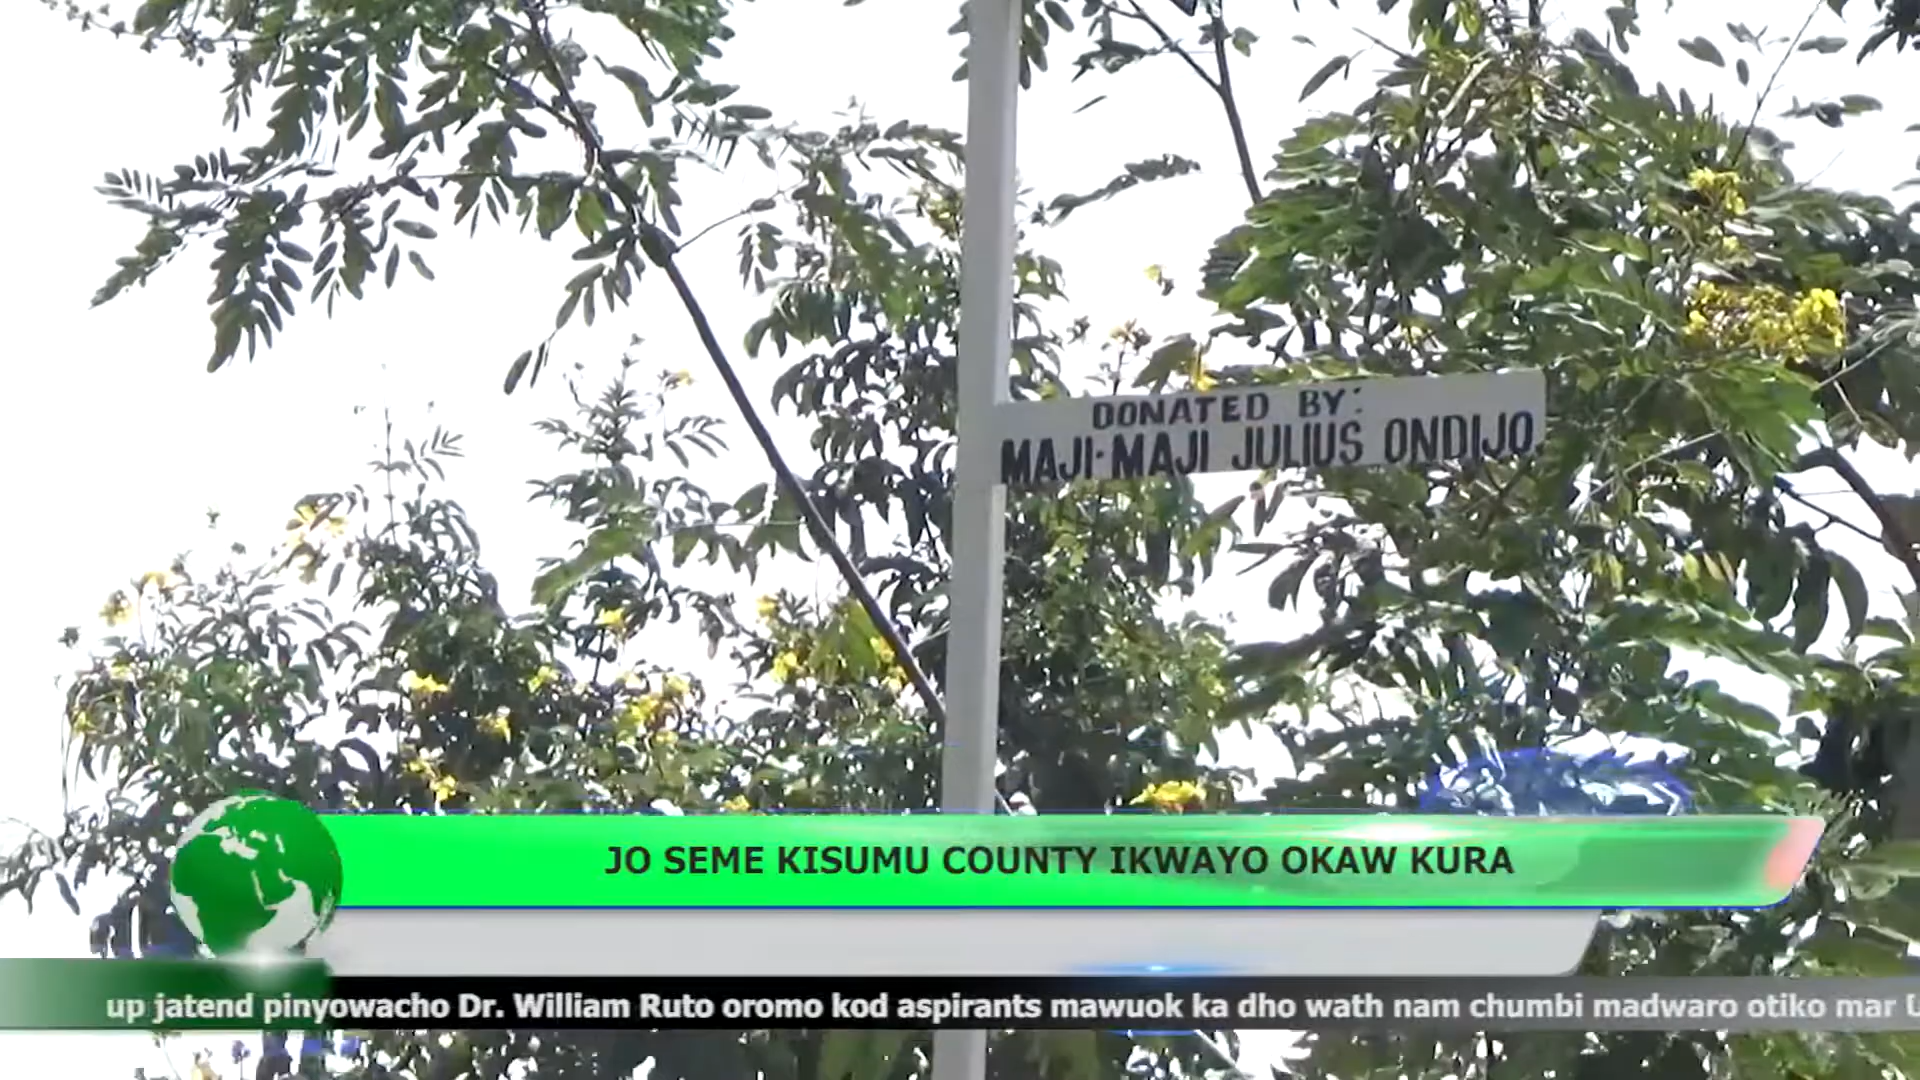 DONATED BY:
MAJI-MAJI JULIUS ONDIJO.
JO SEME KISUMU COUNTY IKWAYO OKAW KURA
up jatend pinyowacho Dr. William Ruto oromo kod aspirants mawuok ka dho wath nam chumbi madwaro otiko mar U